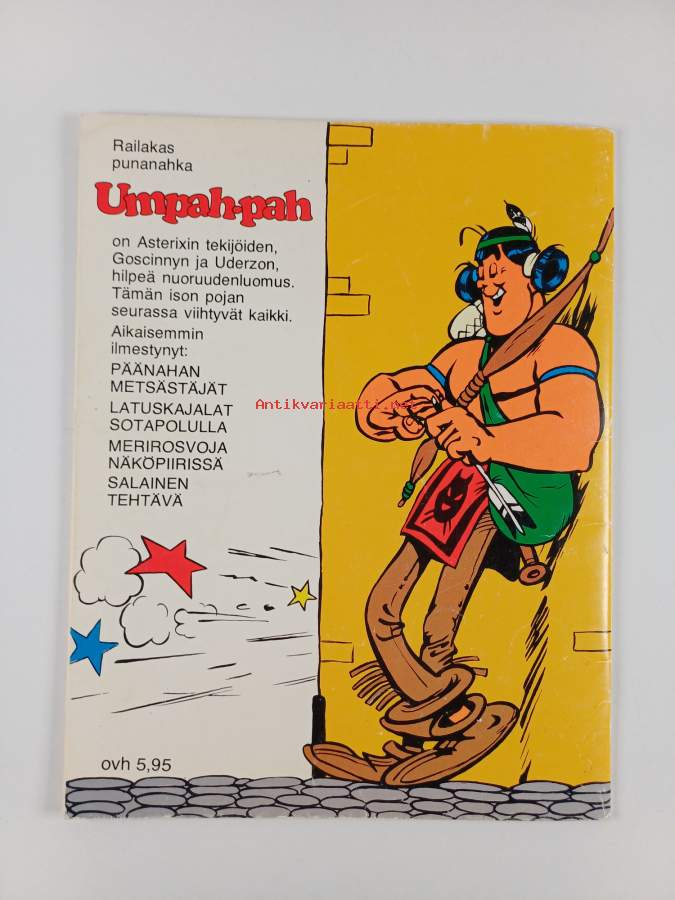 Railakas
punanahka
Umpah-pah
on Asterixin tekijöiden,
Goscinnyn ja Uderzon,
hilpeä nuoruudenluomus.
Tämän ison pojan
seurassa viihtyvät kaikki.
Aikaisemmin
ilmestynyt:
PÄÄNAHAN
METSÄSTÄJÄT
LATUSKAJALAT
SOTAPOLULLA
MERIROSVOJA
NÄKÖPIIRISSÄ
SALAINEN
TEHTÄVÄ
Antikvariaatti.net
ovh 5,95